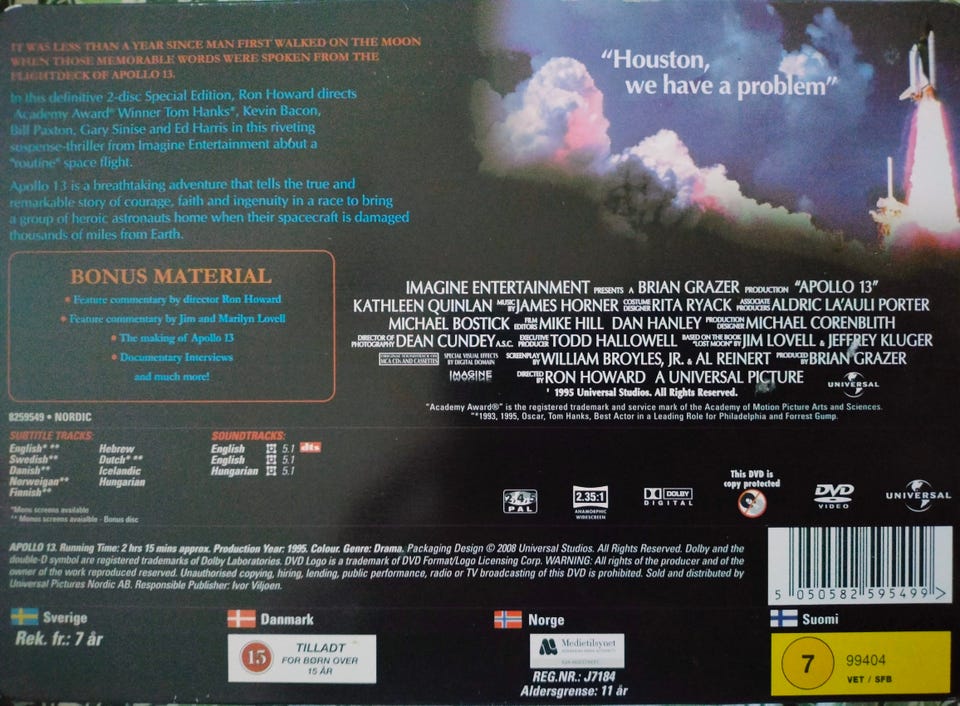 IT WAS LESS THAN A YEAR SINCE MAN FIRST WALKED ON THE MOON
WHEN THOSE MEMORABLE WORDS WERE SPOKEN FROM THE
FLIGHTDECK OF APOLLO 13.
In this definitive 2-disc Special Edition, Ron Howard directs
Academy Award® Winner Tom Hanks*, Kevin Bacon,
Bill Paxton, Gary Sinise and Ed Harris in this riveting
suspense-thriller from Imagine Entertainment about a
"routine" space flight.
Apollo 13 is a breathtaking adventure that tells the true and
remarkable story of courage, faith and ingenuity in a race to bring
a group of heroic astronauts home when their spacecraft is damaged
thousands of miles from Earth.
"Houston,
we have a problem"
BONUS MATERIAL
• Feature commentary by director Ron Howard
• Feature commentary by Jim and Marilyn Lovell
• The making of Apollo 13
• Documentary Interviews
and much more!
IMAGINE ENTERTAINMENT PRESENTS A BRIAN GRAZER PRODUCTION "APOLLO 13"
KATHLEEN QUINLAN MUSIC BY JAMES HORNER COSTUME DESIGNER RITA RYACK ASSOCIATE PRODUCERS ALDRIC LA'AULI PORTER
MICHAEL BOSTICK FILM EDITORS MIKE HILL DAN HANLEY PRODUCTION DESIGNER MICHAEL CORENBLITH
DIRECTOR OF PHOTOGRAPHY DEAN CUNDEY A.S.C. EXECUTIVE PRODUCER TODD HALLOWELL BASED ON THE BOOK "LOST MOON" BY JIM LOVELL & JEFFREY KLUGER
ORIGINAL SOUNDTRACK ON MCA CDS AND CASSETTES SPECIAL VISUAL EFFECTS BY DIGITAL DOMAIN SCREENPLAY BY WILLIAM BROYLES, JR. & AL REINERT PRODUCED BY BRIAN GRAZER
IMAGINE DIRECTED BY RON HOWARD A UNIVERSAL PICTURE UNIVERSAL
' 1995 Universal Studios. All Rights Reserved.
"Academy Award®" is the registered trademark and service mark of the Academy of Motion Picture Arts and Sciences.
"*1993, 1995, Oscar, Tom Hanks, Best Actor in a Leading Role for Philadelphia and Forrest Gump.
8259549 • NORDIC
SUBTITLE TRACKS:
English* **
Swedish**
Danish**
Norwegian**
Finnish**
Hebrew
Dutch* **
Icelandic
Hungarian
*Menu screens available
** Menus screens avaialble - Bonus disc
SOUNDTRACKS:
English 5.1 dts
English 5.1
Hungarian 5.1
2,4,5
PAL
2.35:1
ANAMORPHIC
WIDESCREEN
DOLBY
DIGITAL
This DVD is
copy protected
DVD
VIDEO
UNIVERSAL
APOLLO 13. Running Time: 2 hrs 15 mins approx. Production Year: 1995. Colour. Genre: Drama. Packaging Design © 2008 Universal Studios. All Rights Reserved. Dolby and the
double-D symbol are registered trademarks of Dolby Laboratories. DVD Logo is a trademark of DVD Format/Logo Licensing Corp. WARNING: All rights of the producer and of the
owner of the work reproduced reserved. Unauthorised copying, hiring, lending, public performance, radio or TV broadcasting of this DVD is prohibited. Sold and distributed by
Universal Pictures Nordic AB. Responsible Publisher: Ivor Viljoen.
5 050582 595499 >
Sverige
Rek. fr.: 7 år
Danmark
15
TILLADT
FOR BØRN OVER
15 ÅR
Norge
Medietilsynet
REG.NR.: J7184
Aldersgrense: 11 år
Suomi
7
99404
VET / SFB